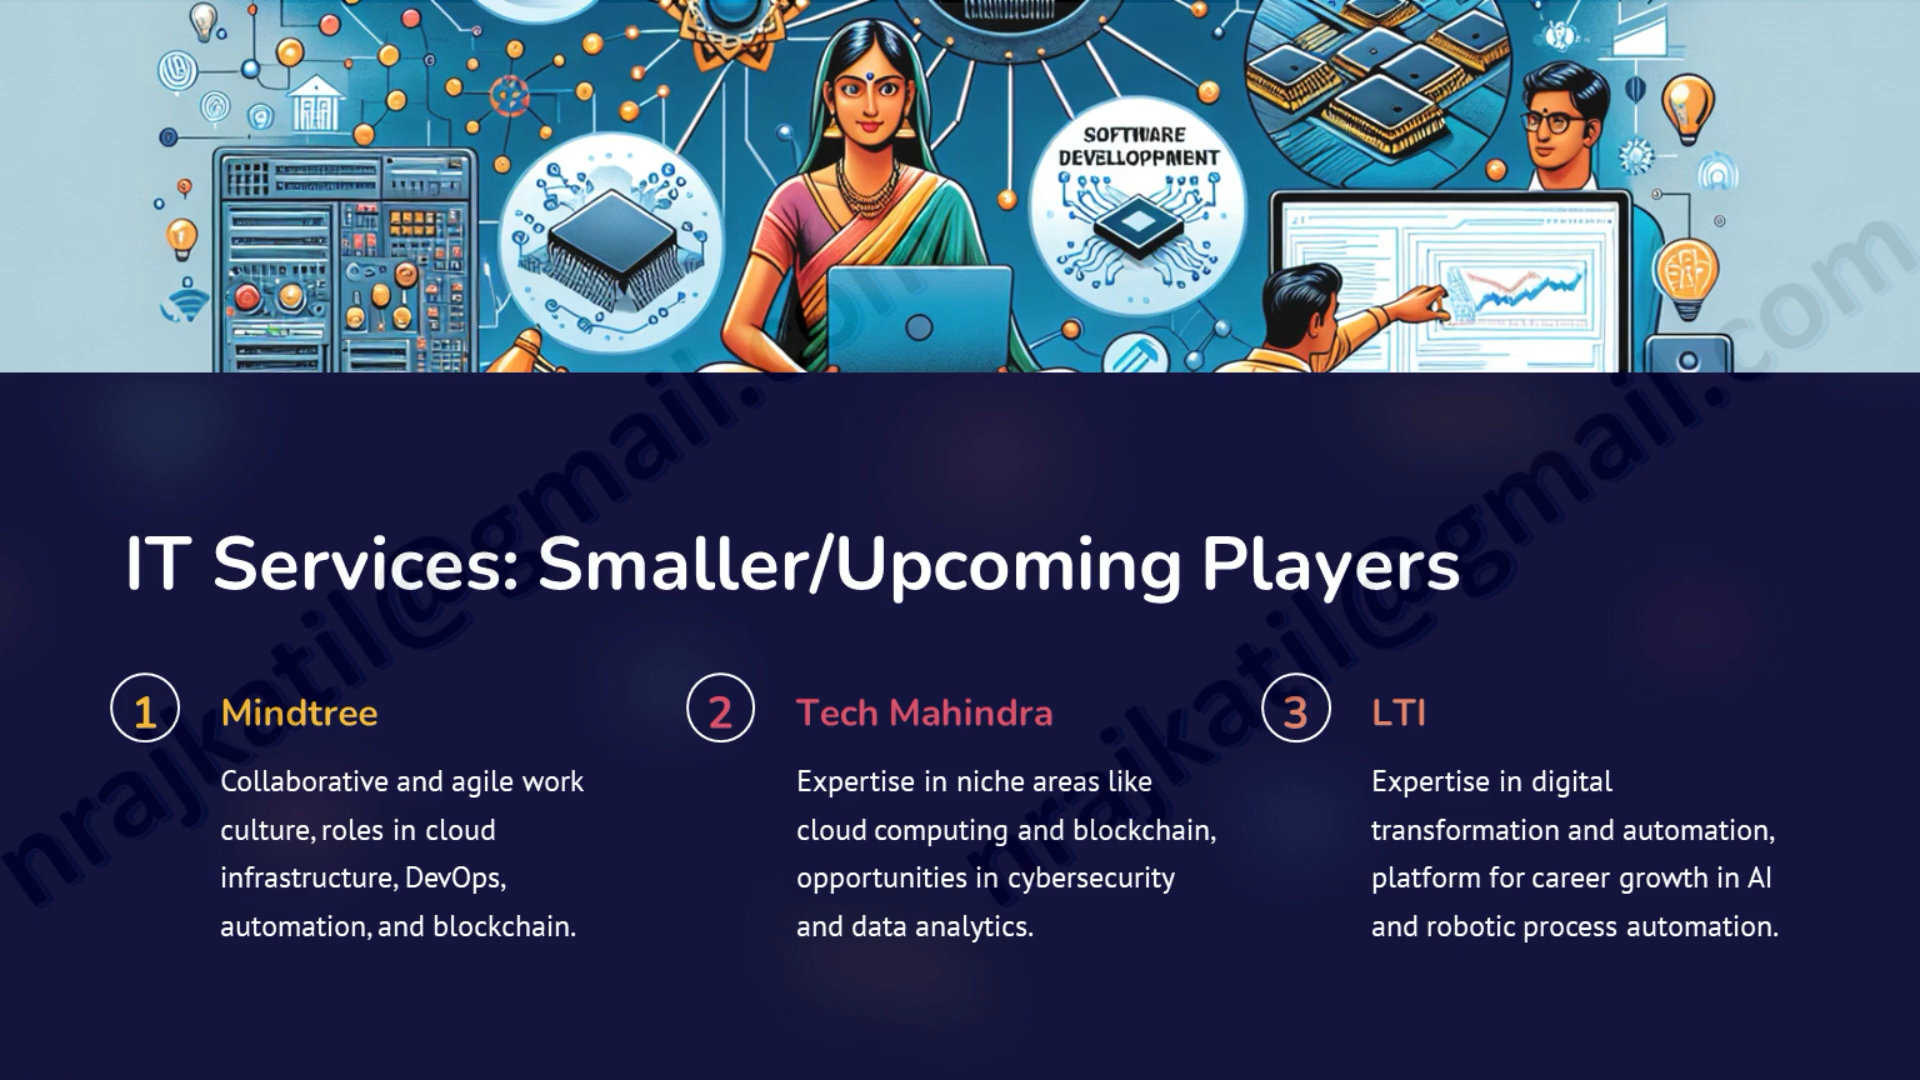 SOFTWARE
DEVELLOPPMENT
IT Services: Smaller/Upcoming Players
1
Mindtree
Collaborative and agile work
culture, roles in cloud
infrastructure, DevOps,
automation, and blockchain.
2
Tech Mahindra
Expertise in niche areas like
cloud computing and blockchain,
opportunities in cybersecurity
and data analytics.
3
LTI
Expertise in digital
transformation and automation,
platform for career growth in AI
and robotic process automation.
nrajkatil@gmail.com
nrajkatil@gmail.com